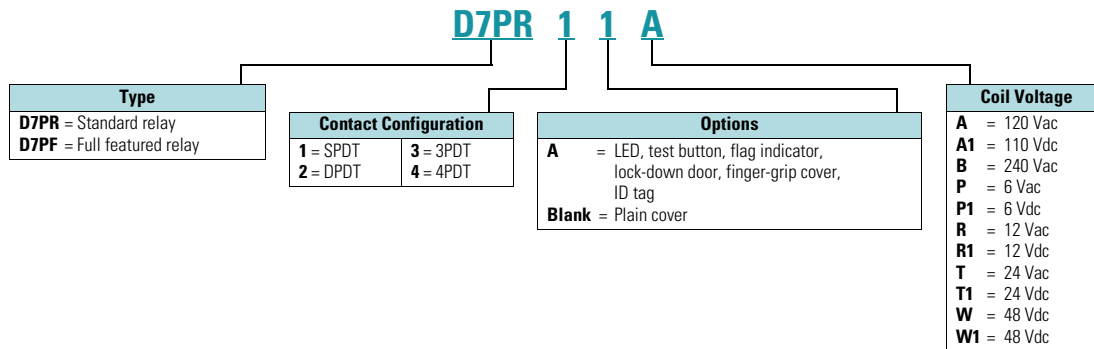 D7PR 1 1 A
Type
D7PR = Standard relay
D7PF = Full featured relay
Contact Configuration
1 = SPDT
2 = DPDT
3 = 3PDT
4 = 4PDT
Options
A = LED, test button, flag indicator,
lock-down door, finger-grip cover,
ID tag
Blank = Plain cover
Coil Voltage
A = 120 Vac
A1 = 110 Vdc
B = 240 Vac
P = 6 Vac
P1 = 6 Vdc
R = 12 Vac
R1 = 12 Vdc
T = 24 Vac
T1 = 24 Vdc
W = 48 Vdc
W1 = 48 Vdc